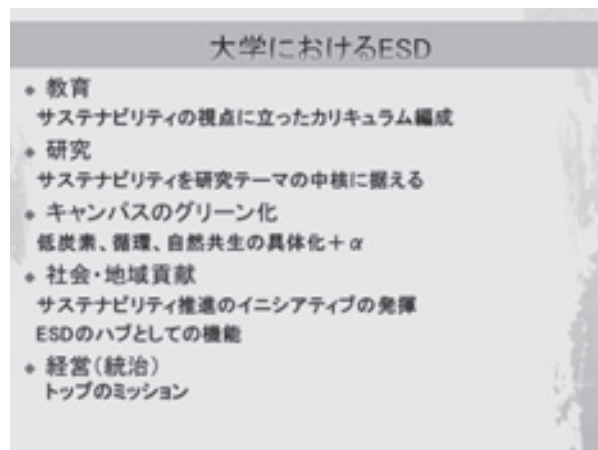 大学におけるESD
◆ 教育
サステナビリティの視点に立ったカリキュラム編成
◆ 研究
サステナビリティを研究テーマの中核に据える
◆ キャンパスのグリーン化
低炭素、循環、自然共生の具体化＋α
◆ 社会・地域貢献
サステナビリティ推進のイニシアティブの発揮
ESDのハブとしての機能
◆ 経営（統治）
トップのミッション